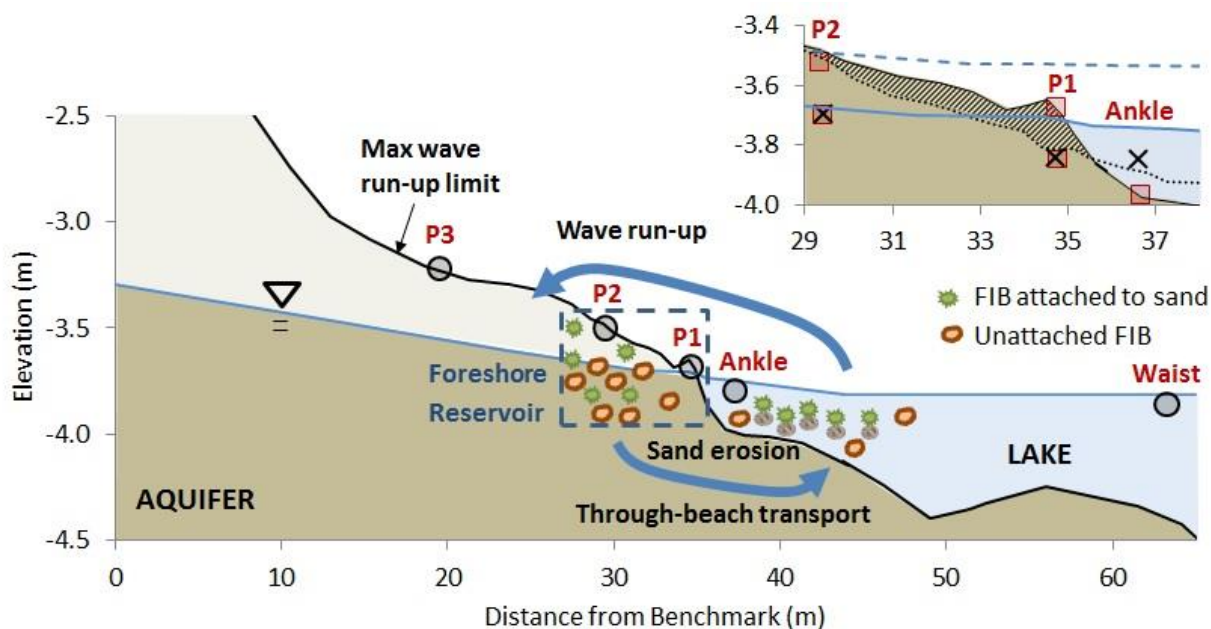 -3.4
-3.6
-3.8
-4.0
29
31
33
35
37
P2
P1
Ankle
-2.5
-3.0
-3.5
-4.0
-4.5
Elevation (m)
Max wave
run-up limit
P3
Wave run-up
P2
P1
Ankle
FIB attached to sand
Unattached FIB
Waist
Foreshore
Reservoir
Sand erosion
LAKE
AQUIFER
Through-beach transport
0
10
20
30
40
50
60
Distance from Benchmark (m)